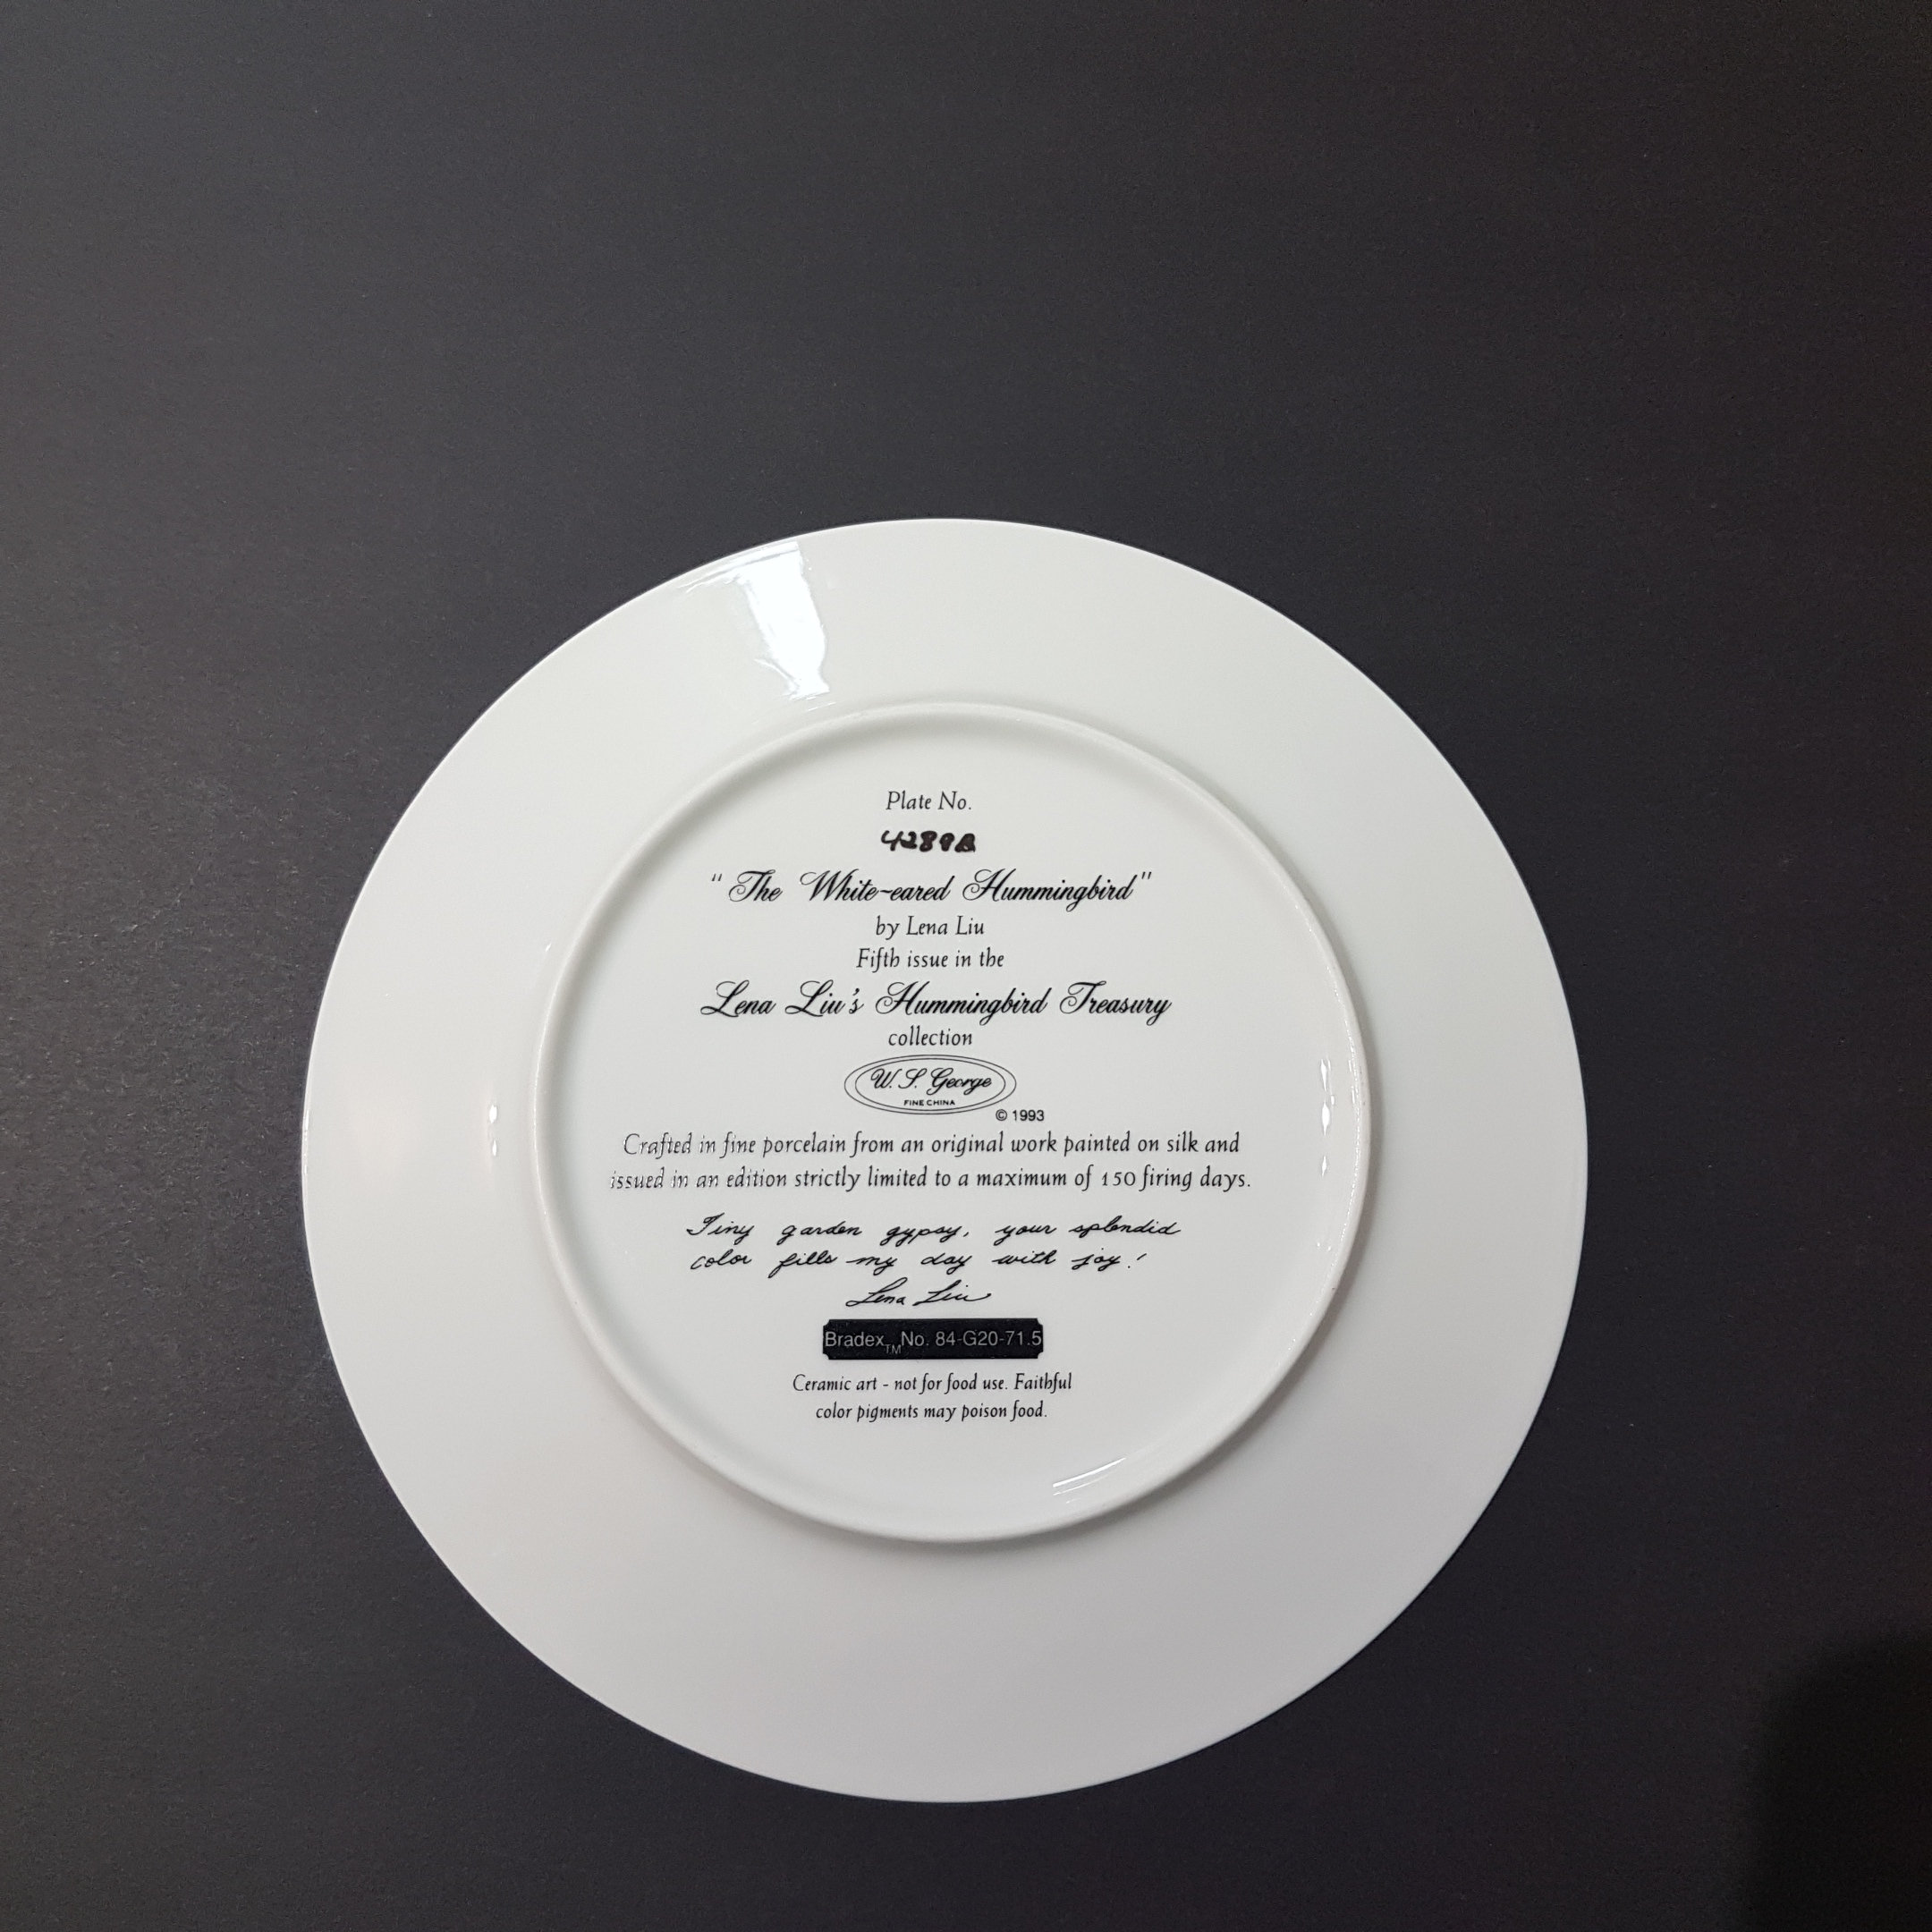 Plate No.
4289B
"The White-eared Hummingbird"
by Lena Liu
Fifth issue in the
Lena Liu's Hummingbird Treasury
collection
W. S. George
FINE CHINA
© 1993
Crafted in fine porcelain from an original work painted on silk and
issued in an edition strictly limited to a maximum of 150 firing days.
Tiny garden gypsy, your splendid
color fills my day with joy!
Lena Liu
Bradex™ No. 84-G20-71.5
Ceramic art - not for food use. Faithful
color pigments may poison food.